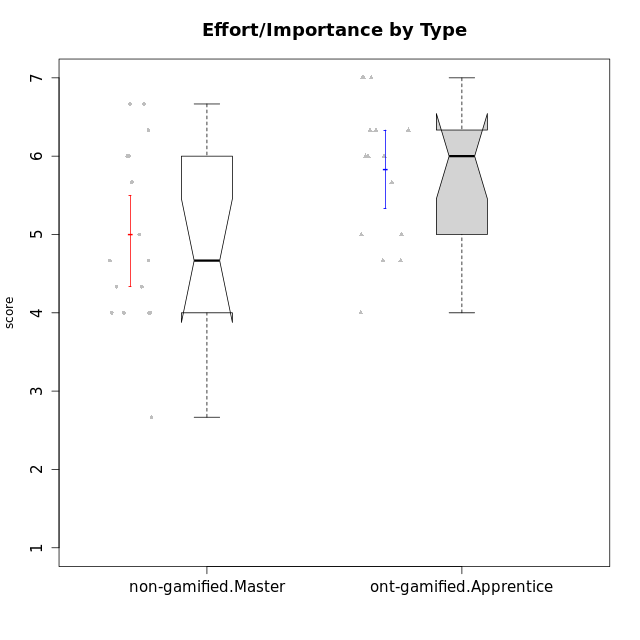 Effort/Importance by Type
7
6
5
4
3
2
1
score
non-gamified.Master
ont-gamified.Apprentice